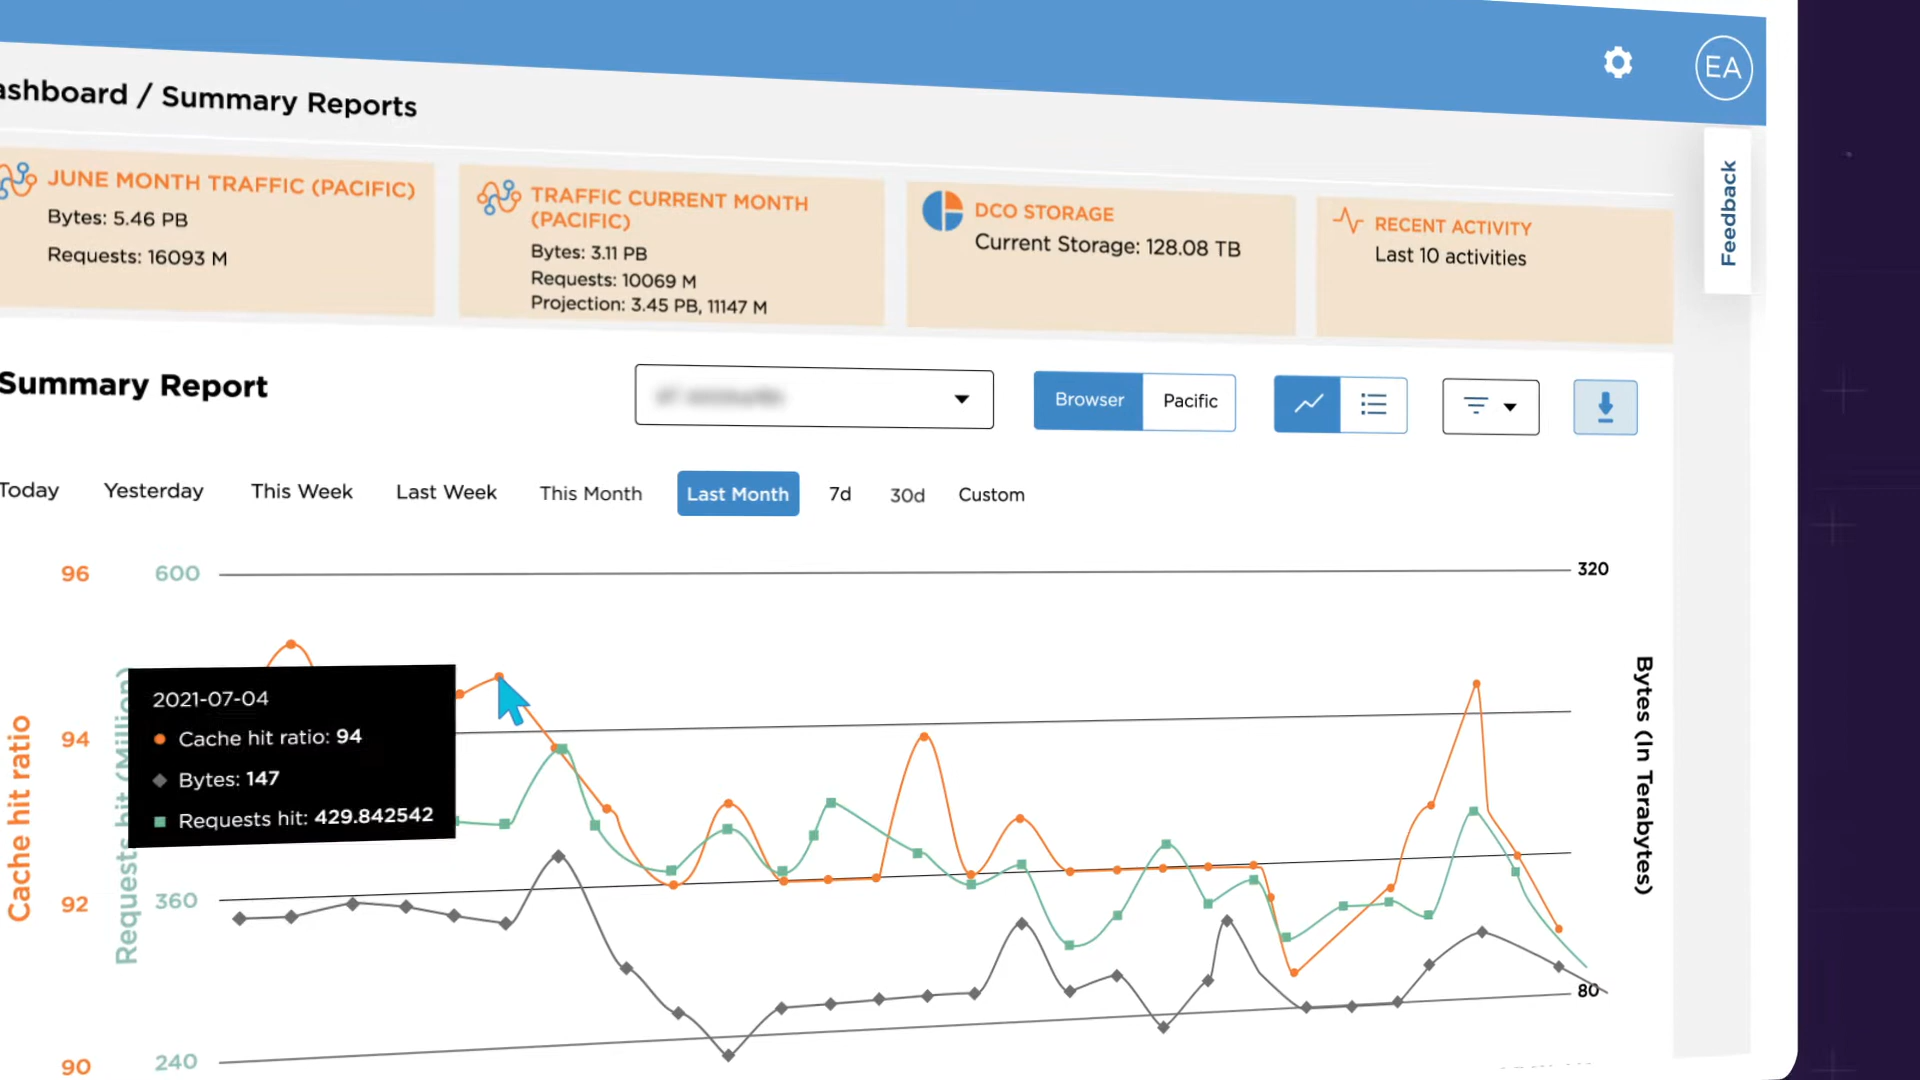 EA
ashboard / Summary Reports
Feedback
JUNE MONTH TRAFFIC (PACIFIC)
Bytes: 5.46 PB
Requests: 16093 M
TRAFFIC CURRENT MONTH
(PACIFIC)
Bytes: 3.11 PB
Requests: 10069 M
Projection: 3.45 PB, 11147 M
DCO STORAGE
Current Storage: 128.08 TB
RECENT ACTIVITY
Last 10 activities
Summary Report
Browser
Pacific
Today
Yesterday
This Week
Last Week
This Month
Last Month
7d
30d
Custom
96
600
320
2021-07-04
Cache hit ratio: 94
Bytes: 147
Requests hit: 429.842542
94
92
360
80
90
240
Cache hit ratio
Requests hit (Million)
Bytes (In Terabytes)